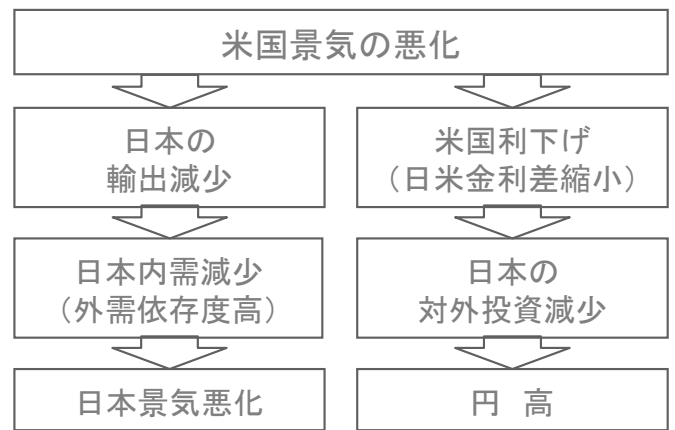 米国景気の悪化
日本の
輸出減少
米国利下げ
（日米金利差縮小）
日本内需減少
（外需依存度高）
日本の
対外投資減少
日本景気悪化
円　高